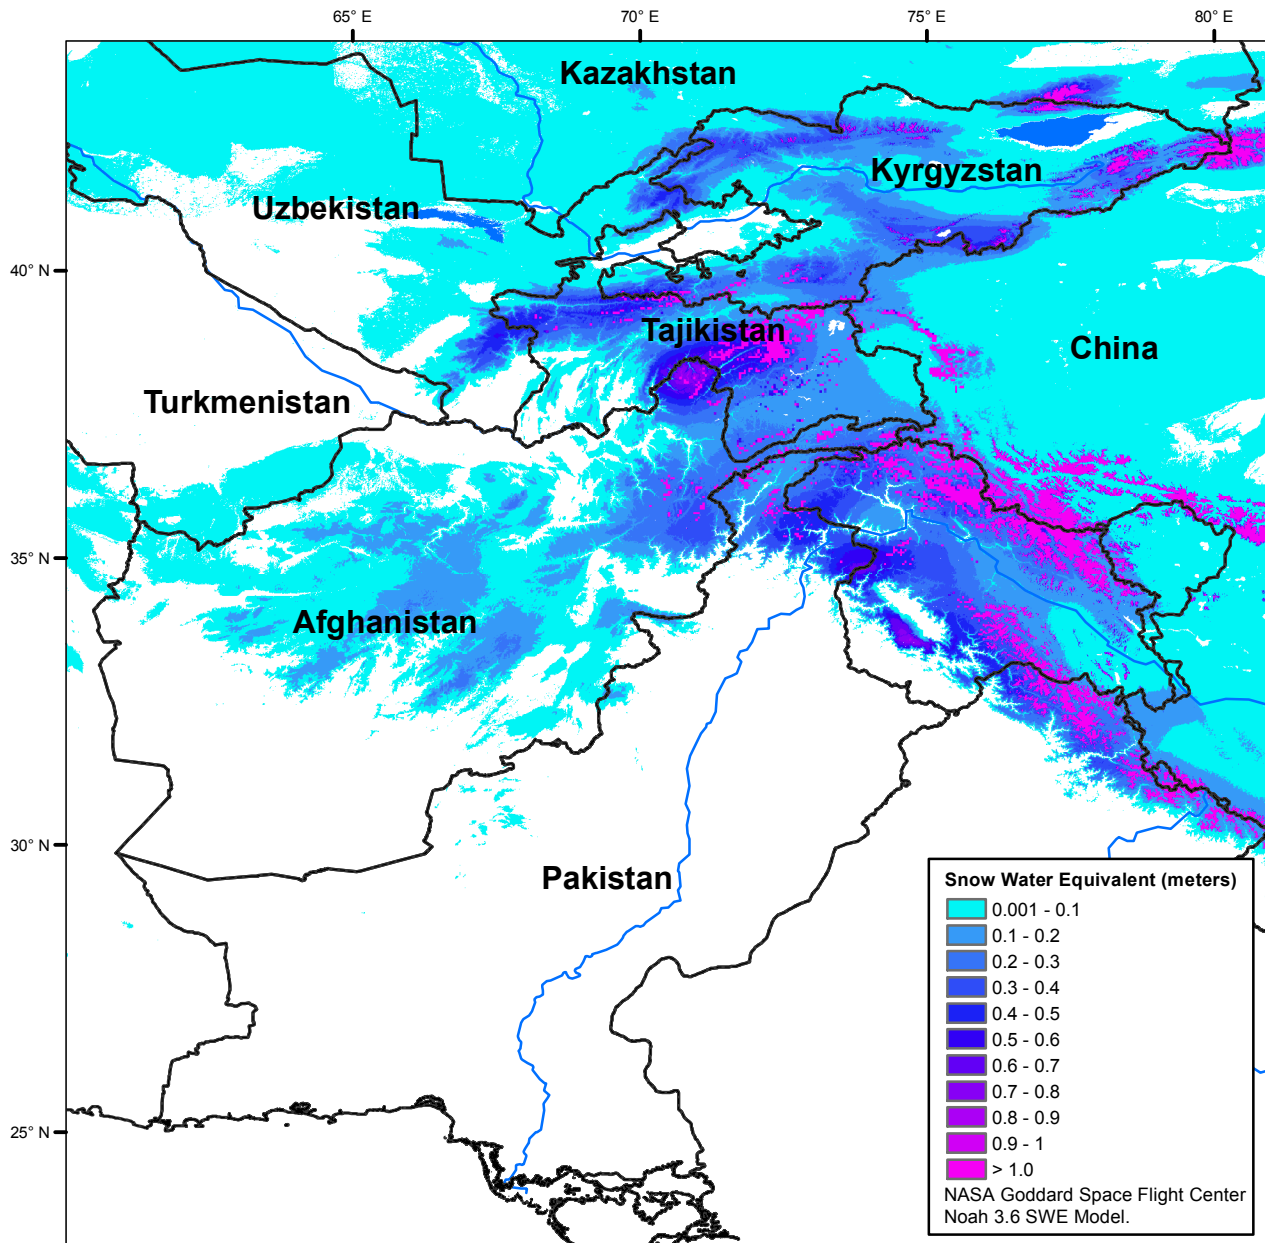 65° E
70° E
75° E
80° E
Kazakhstan
Kyrgyzstan
Uzbekistan
40° N
Tajikistan
China
Turkmenistan
35° N
Afghanistan
30° N
Pakistan
25° N
Snow Water Equivalent (meters)
0.001 - 0.1
0.1 - 0.2
0.2 - 0.3
0.3 - 0.4
0.4 - 0.5
0.5 - 0.6
0.6 - 0.7
0.7 - 0.8
0.8 - 0.9
0.9 - 1
> 1.0
NASA Goddard Space Flight Center
Noah 3.6 SWE Model.